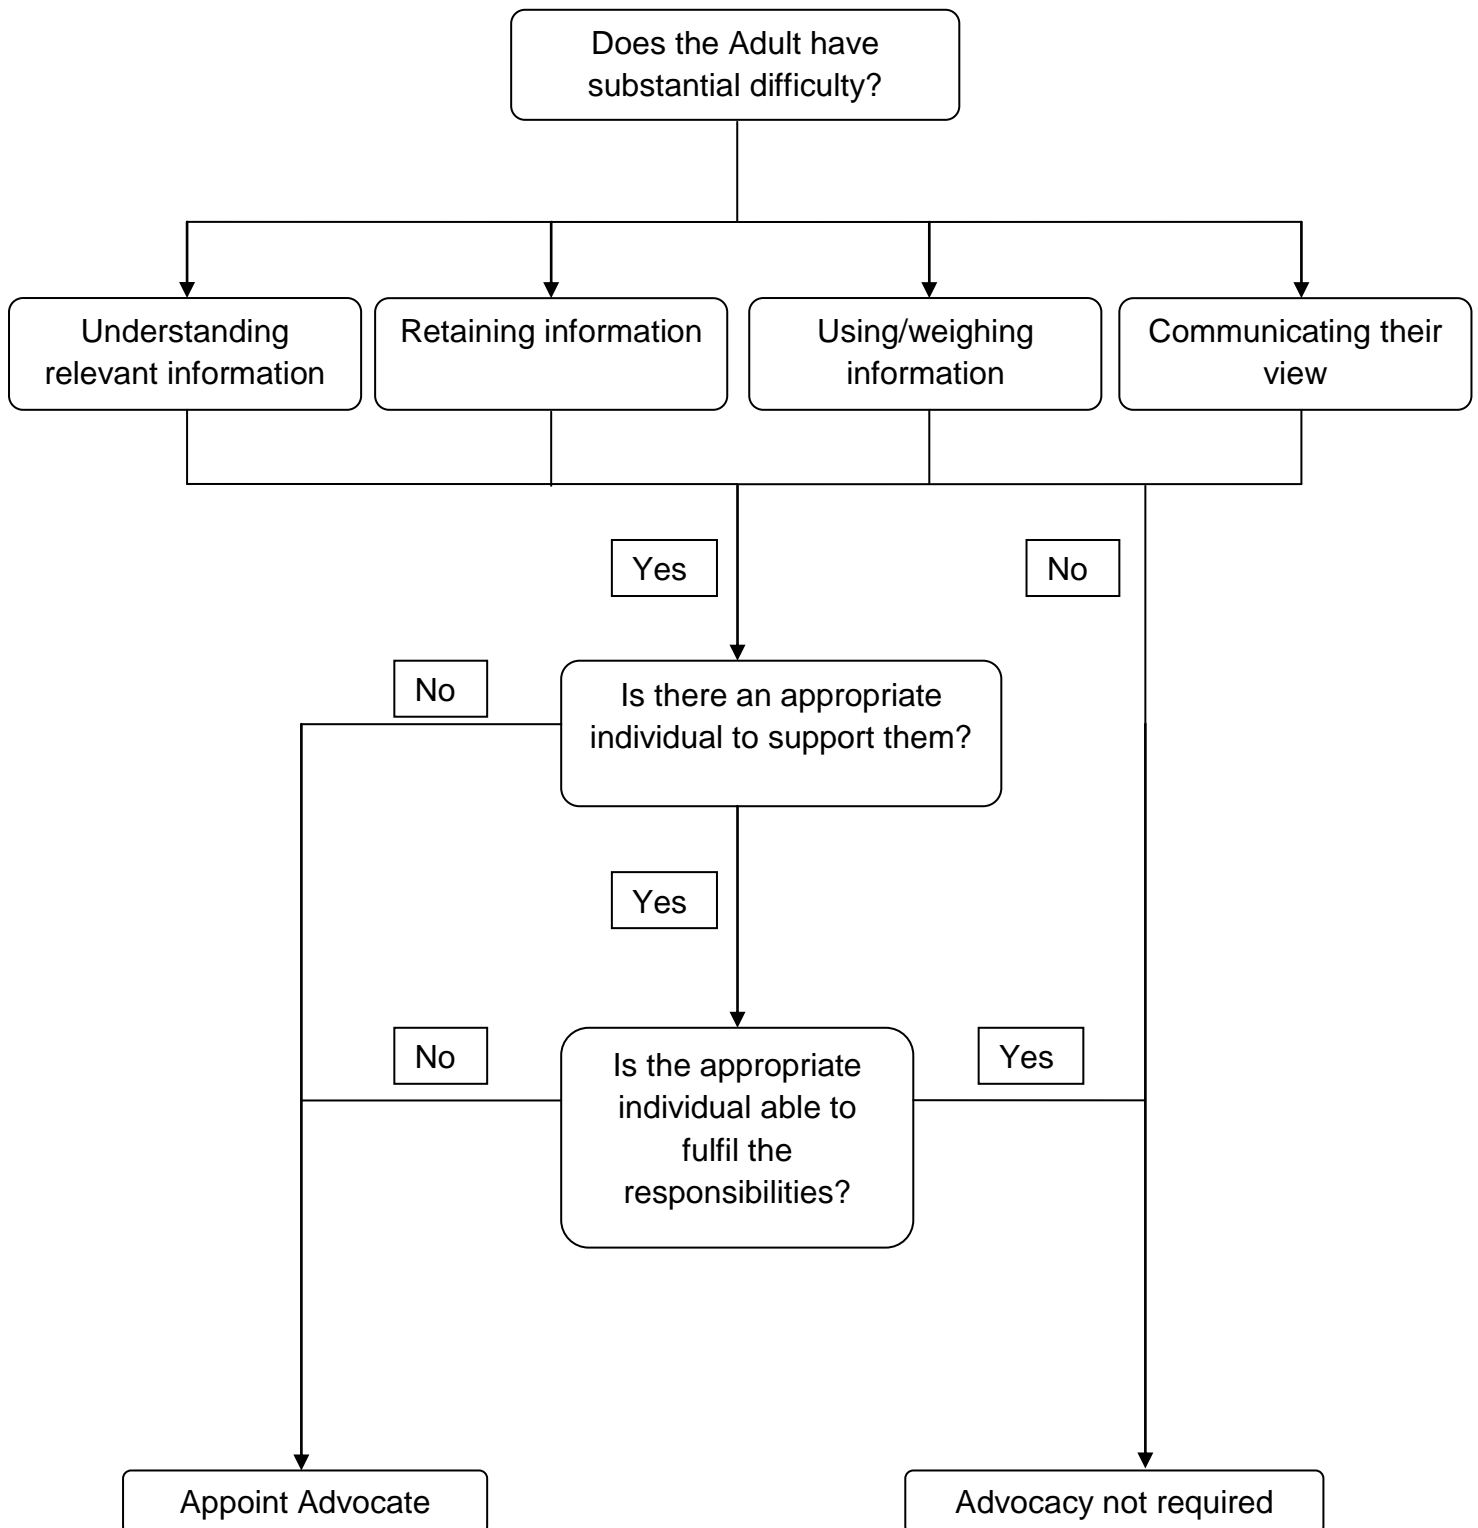 Does the Adult have
substantial difficulty?
Understanding
relevant information
Retaining information
Using/weighing
information
Communicating their
view
Yes
No
No
Is there an appropriate
individual to support them?
Yes
No
Is the appropriate
individual able to
fulfil the
responsibilities?
Yes
Appoint Advocate
Advocacy not required